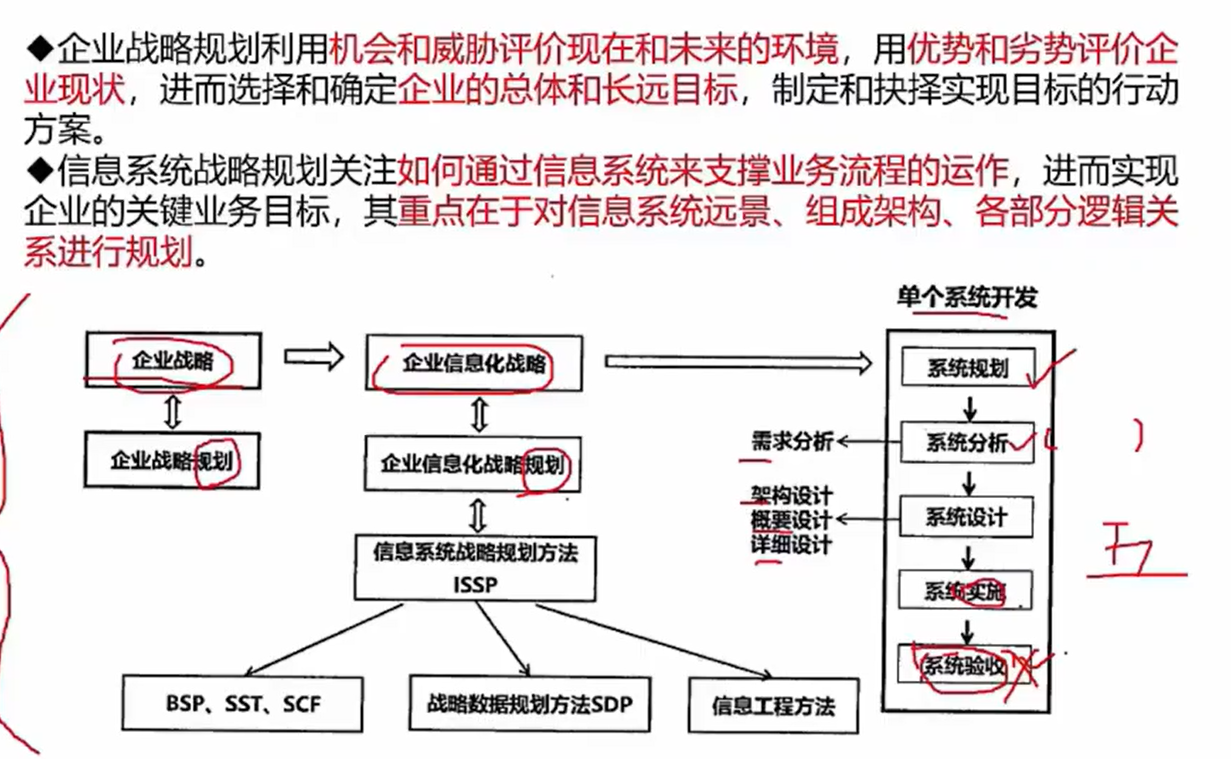 ◆企业战略规划利用机会和威胁评价现在和未来的环境，用优势和劣势评价企
业现状，进而选择和确定企业的总体和长远目标，制定和抉择实现目标的行动
方案。
◆信息系统战略规划关注如何通过信息系统来支撑业务流程的运作，进而实现
企业的关键业务目标，其重点在于对信息系统远景、组成架构、各部分逻辑关
系进行规划。
单个系统开发
企业战略
企业信息化战略
系统规划
企业战略规划
企业信息化战略规划
需求分析
系统分析
架构设计
概要设计
详细设计
系统设计
信息系统战略规划方法
ISSP
系统实施
系统验收
BSP、SST、SCF
战略数据规划方法SDP
信息工程方法